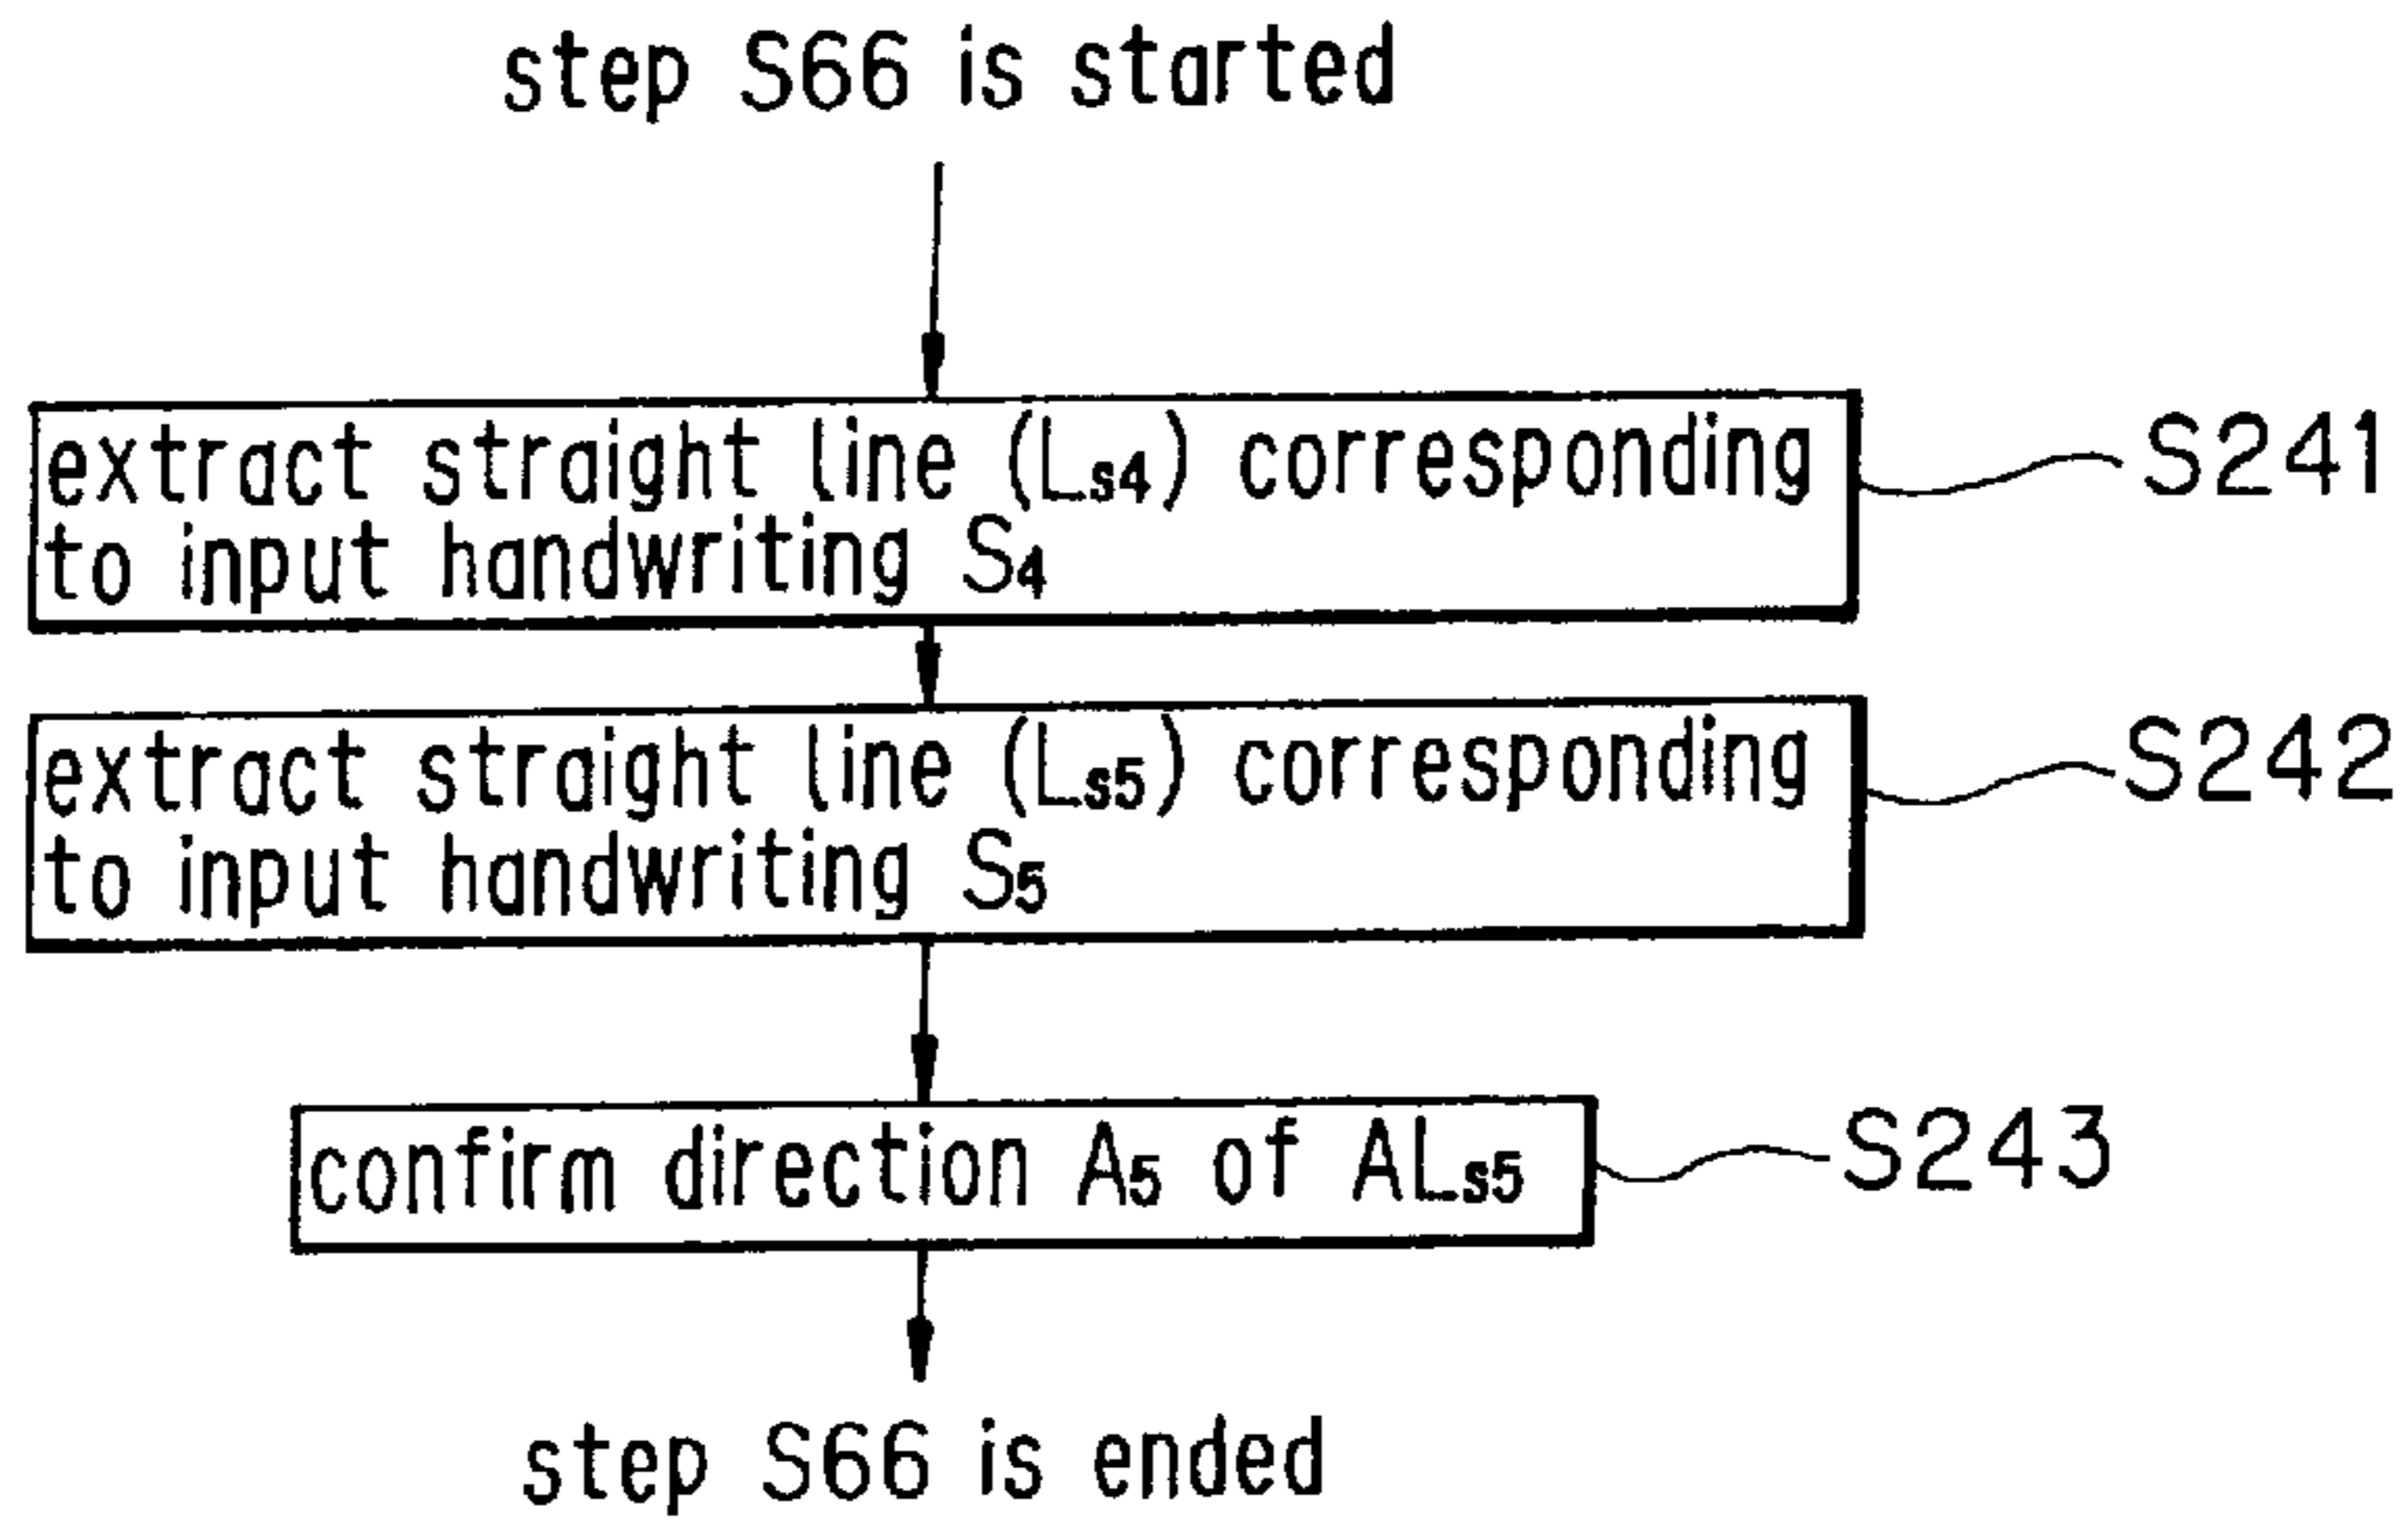 step S66 is started
extract straight line (Ls4) corresponding
to input handwriting S4
S241
extract straight line (Ls5) corresponding
to input handwriting S5
S242
confirm direction A5 of ALs5
S243
step S66 is ended